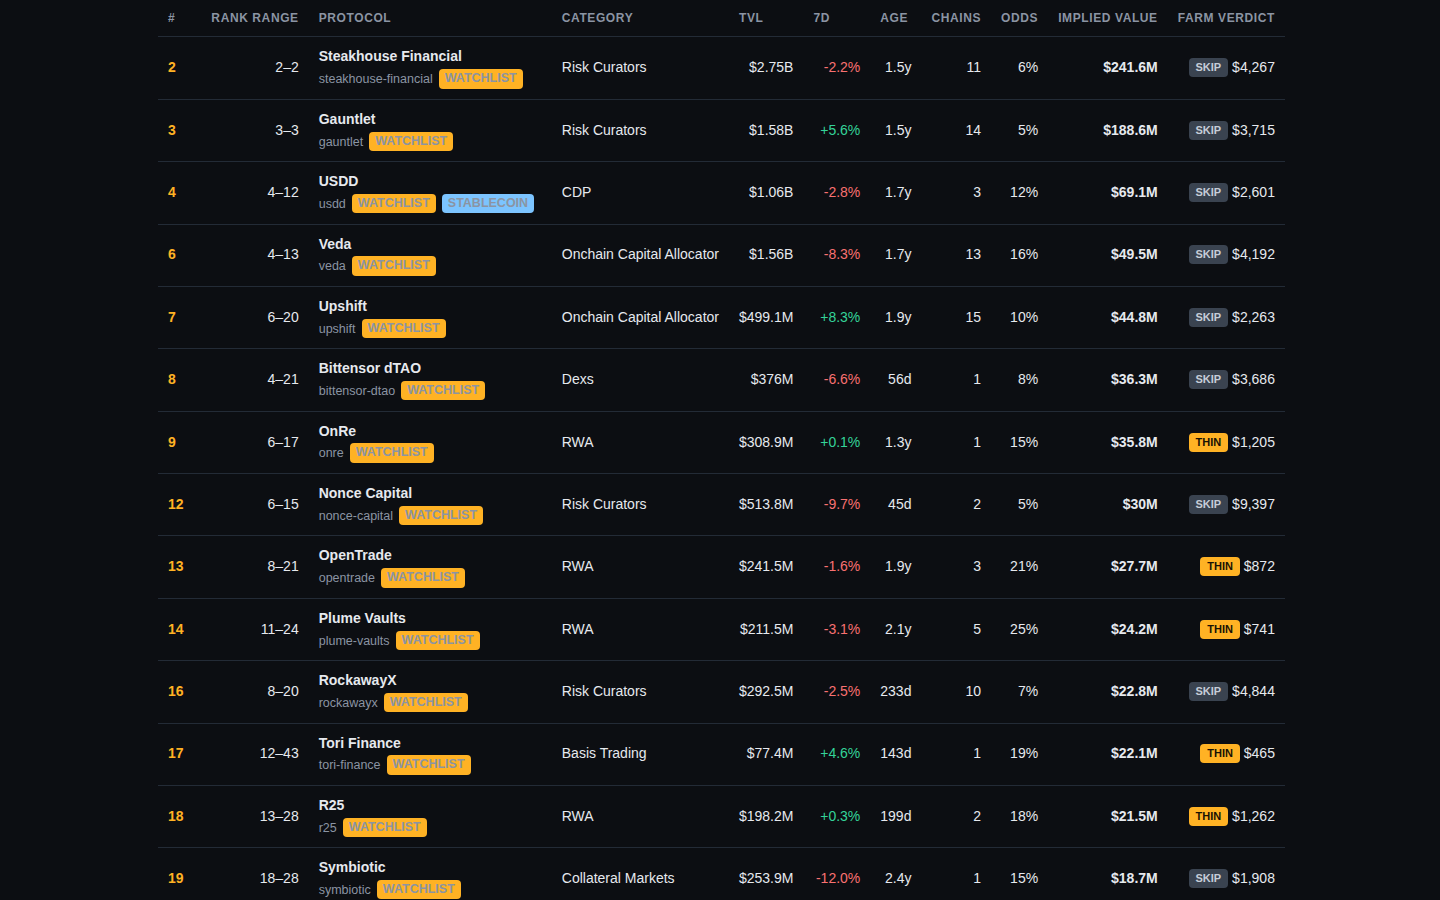 # RANK RANGE PROTOCOL CATEGORY TVL 7D AGE CHAINS ODDS IMPLIED VALUE FARM VERDICT
2 2–2 Steakhouse Financial Risk Curators $2.75B -2.2% 1.5y 11 6% $241.6M SKIP $4,267
steakhouse-financial WATCHLIST
3 3–3 Gauntlet Risk Curators $1.58B +5.6% 1.5y 14 5% $188.6M SKIP $3,715
gauntlet WATCHLIST
4 4–12 USDD CDP $1.06B -2.8% 1.7y 3 12% $69.1M SKIP $2,601
usdd WATCHLIST STABLECOIN
6 4–13 Veda Onchain Capital Allocator $1.56B -8.3% 1.7y 13 16% $49.5M SKIP $4,192
veda WATCHLIST
7 6–20 Upshift Onchain Capital Allocator $499.1M +8.3% 1.9y 15 10% $44.8M SKIP $2,263
upshift WATCHLIST
8 4–21 Bittensor dTAO Dexs $376M -6.6% 56d 1 8% $36.3M SKIP $3,686
bittensor-dtao WATCHLIST
9 6–17 OnRe RWA $308.9M +0.1% 1.3y 1 15% $35.8M THIN $1,205
onre WATCHLIST
12 6–15 Nonce Capital Risk Curators $513.8M -9.7% 45d 2 5% $30M SKIP $9,397
nonce-capital WATCHLIST
13 8–21 OpenTrade RWA $241.5M -1.6% 1.9y 3 21% $27.7M THIN $872
opentrade WATCHLIST
14 11–24 Plume Vaults RWA $211.5M -3.1% 2.1y 5 25% $24.2M THIN $741
plume-vaults WATCHLIST
16 8–20 RockawayX Risk Curators $292.5M -2.5% 233d 10 7% $22.8M SKIP $4,844
rockawayx WATCHLIST
17 12–43 Tori Finance Basis Trading $77.4M +4.6% 143d 1 19% $22.1M THIN $465
tori-finance WATCHLIST
18 13–28 R25 RWA $198.2M +0.3% 199d 2 18% $21.5M THIN $1,262
r25 WATCHLIST
19 18–28 Symbiotic Collateral Markets $253.9M -12.0% 2.4y 1 15% $18.7M SKIP $1,908
symbiotic WATCHLIST